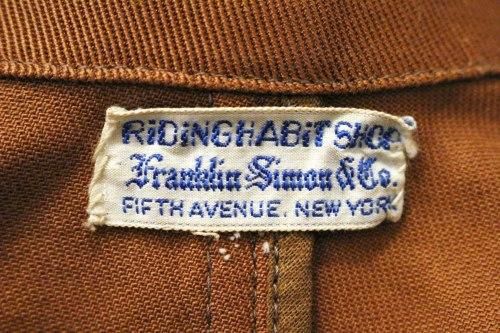 RiDiNG HABiT SHOP
Franklin Simon & Co.
FIFTH AVENUE. NEW YORK